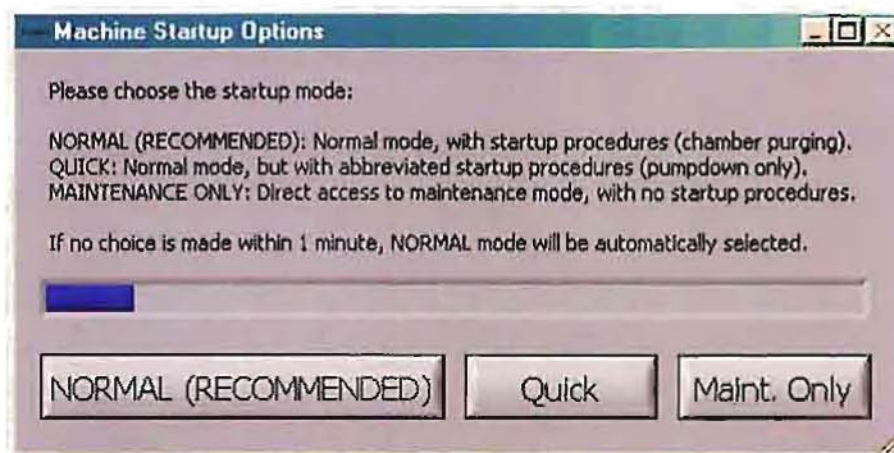 Machine Startup Options
Please choose the startup mode:
NORMAL (RECOMMENDED): Normal mode, with startup procedures (chamber purging).
QUICK: Normal mode, but with abbreviated startup procedures (pumpdown only).
MAINTENANCE ONLY: Direct access to maintenance mode, with no startup procedures.
If no choice is made within 1 minute, NORMAL mode will be automatically selected.
NORMAL (RECOMMENDED) Quick Maint. Only